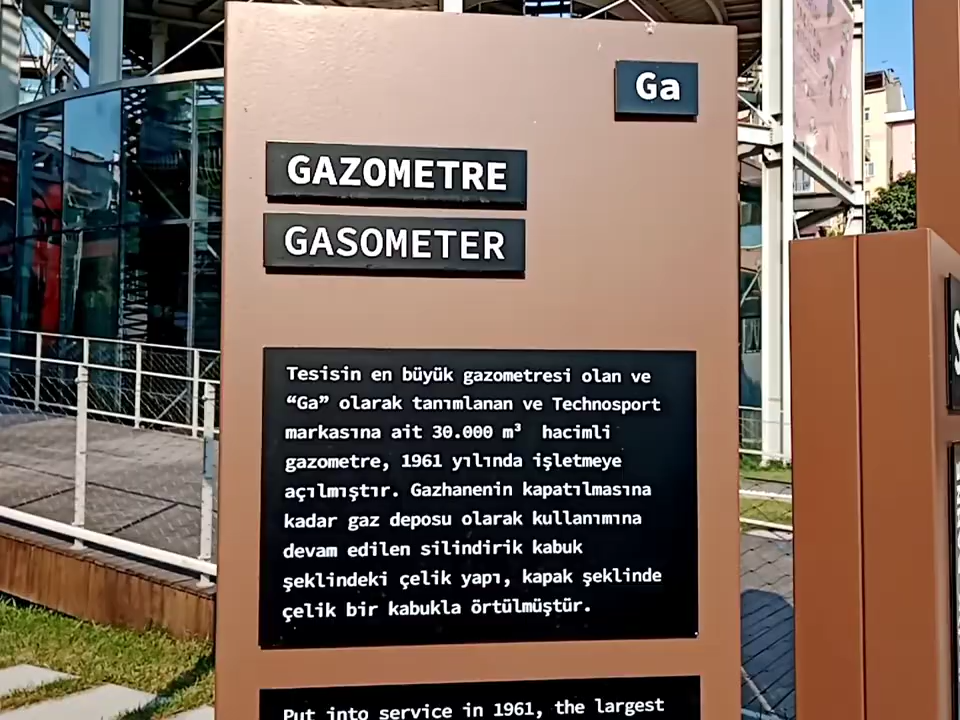 Ga
GAZOMETRE
GASOMETER
Tesisin en büyük gazometresi olan ve
“Ga” olarak tanımlanan ve Technosport
markasına ait 30.000 m³ hacimli
gazometre, 1961 yılında işletmeye
açılmıştır. Gazhanenin kapatılmasına
kadar gaz deposu olarak kullanımına
devam edilen silindirik kabuk
şeklindeki çelik yapı, kapak şeklinde
çelik bir kabukla örtülmüştür.
Put into service in 1961, the largest